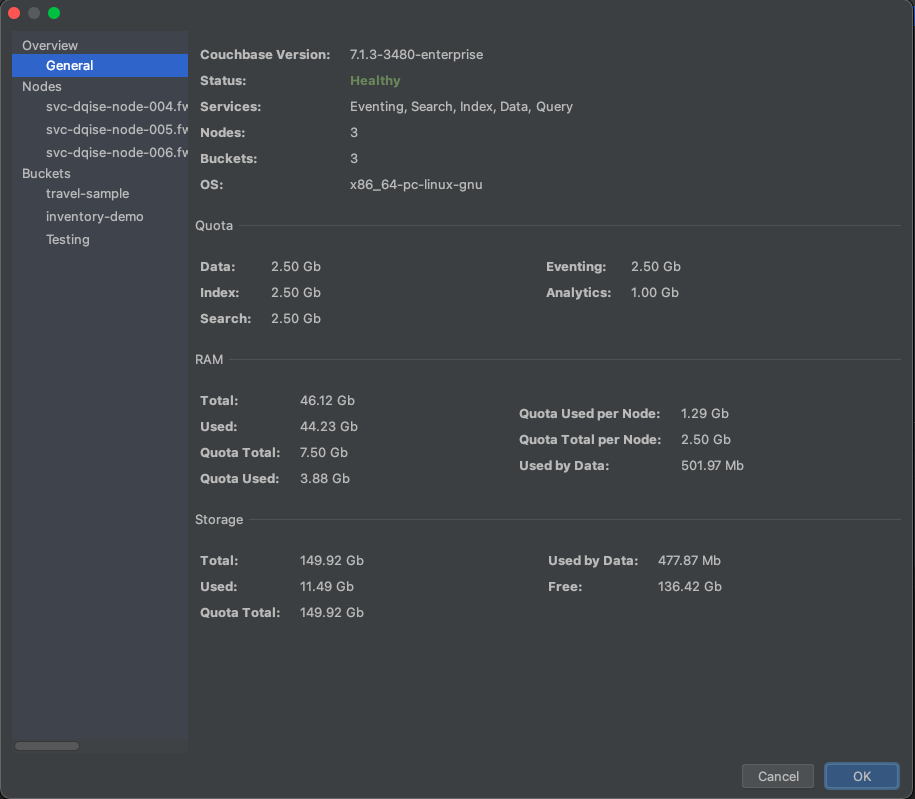 Overview
General
Nodes
svc-dqise-node-004.fw
svc-dqise-node-005.fw
svc-dqise-node-006.fw
Buckets
travel-sample
inventory-demo
Testing
Couchbase Version: 7.1.3-3480-enterprise
Status: Healthy
Services: Eventing, Search, Index, Data, Query
Nodes: 3
Buckets: 3
OS: x86_64-pc-linux-gnu
Quota
Data: 2.50 Gb
Index: 2.50 Gb
Search: 2.50 Gb
Eventing: 2.50 Gb
Analytics: 1.00 Gb
RAM
Total: 46.12 Gb
Used: 44.23 Gb
Quota Total: 7.50 Gb
Quota Used: 3.88 Gb
Quota Used per Node: 1.29 Gb
Quota Total per Node: 2.50 Gb
Used by Data: 501.97 Mb
Storage
Total: 149.92 Gb
Used: 11.49 Gb
Quota Total: 149.92 Gb
Used by Data: 477.87 Mb
Free: 136.42 Gb
Cancel
OK